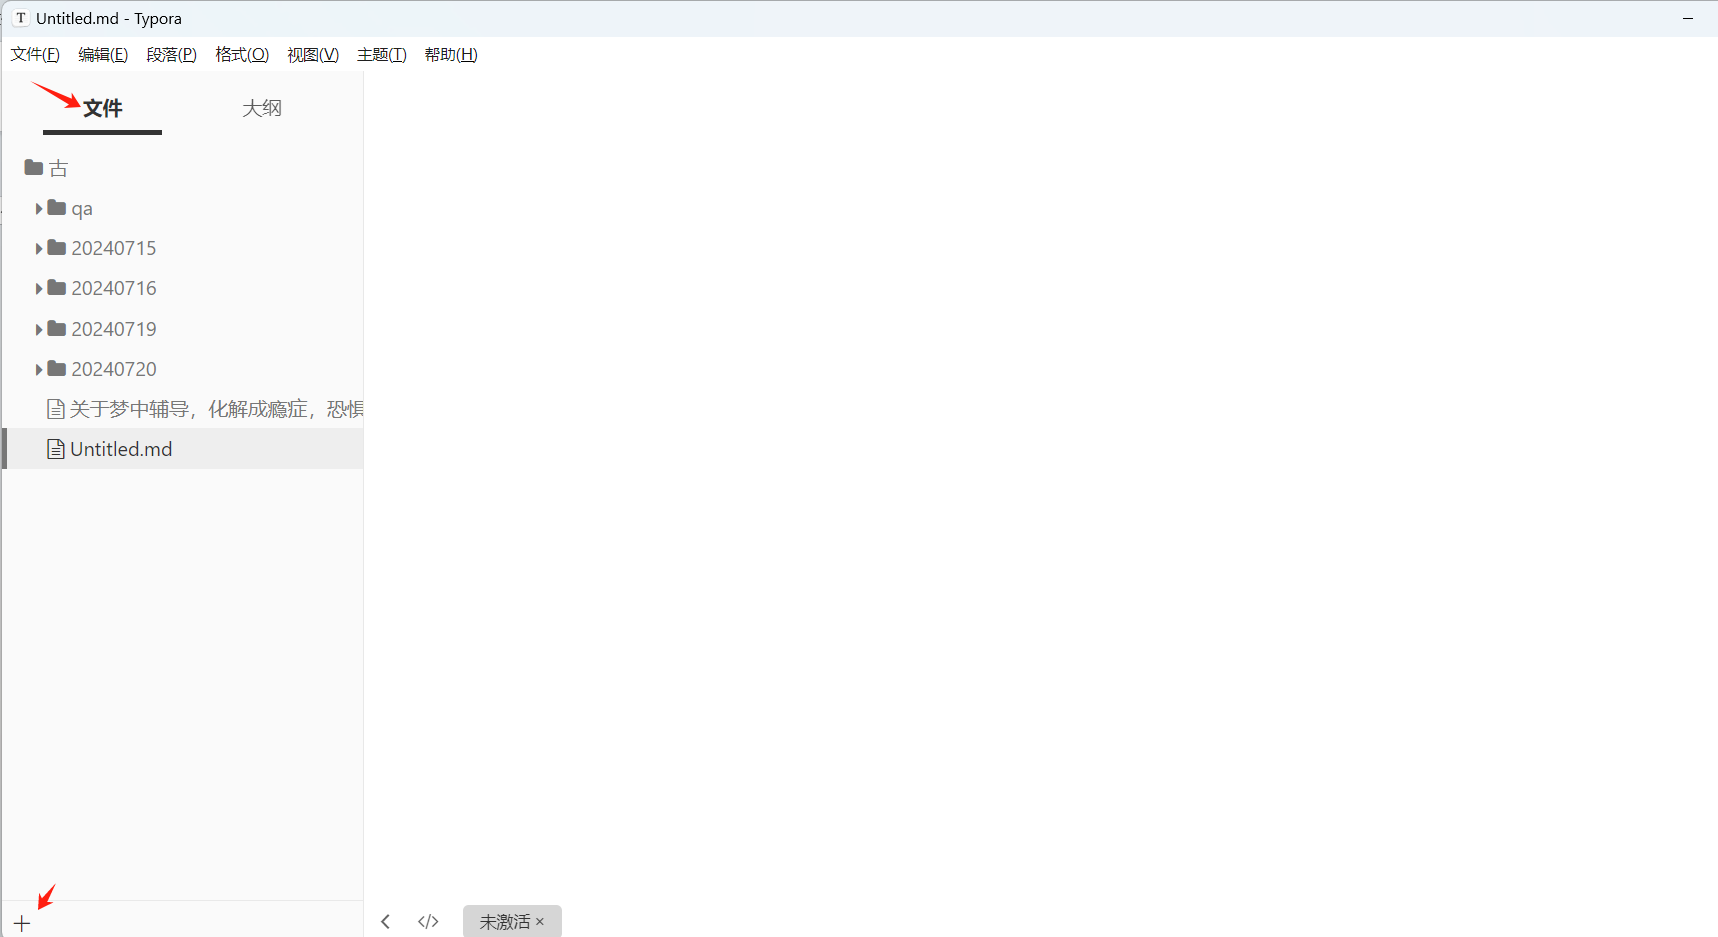 T Untitled.md - Typora
文件(F) 编辑(E) 段落(P) 格式(O) 视图(V) 主题(T) 帮助(H)
文件 大纲
古
qa
20240715
20240716
20240719
20240720
关于梦中辅导，化解成瘾症，恐惧
Untitled.md
未激活 ×